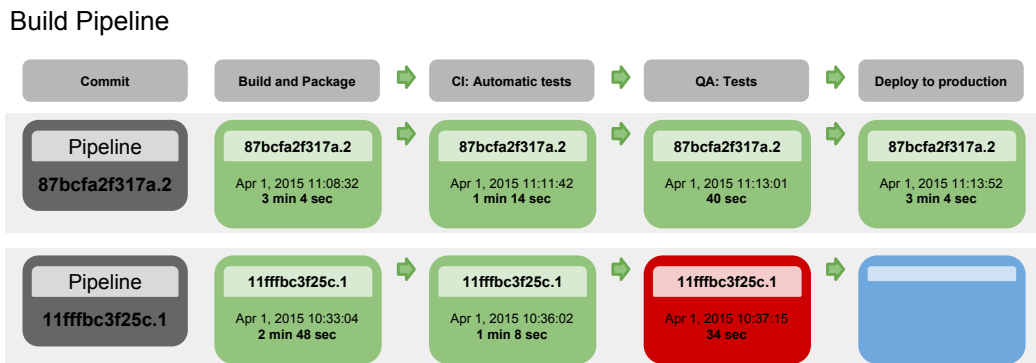 Build Pipeline
Commit
Build and Package
CI: Automatic tests
QA: Tests
Deploy to production
Pipeline
87bcfa2f317a.2
87bcfa2f317a.2
Apr 1, 2015 11:08:32
3 min 4 sec
87bcfa2f317a.2
Apr 1, 2015 11:11:42
1 min 14 sec
87bcfa2f317a.2
Apr 1, 2015 11:13:01
40 sec
87bcfa2f317a.2
Apr 1, 2015 11:13:52
3 min 4 sec
Pipeline
11fffbc3f25c.1
11fffbc3f25c.1
Apr 1, 2015 10:33:04
2 min 48 sec
11fffbc3f25c.1
Apr 1, 2015 10:36:02
1 min 8 sec
11fffbc3f25c.1
Apr 1, 2015 10:37:15
34 sec